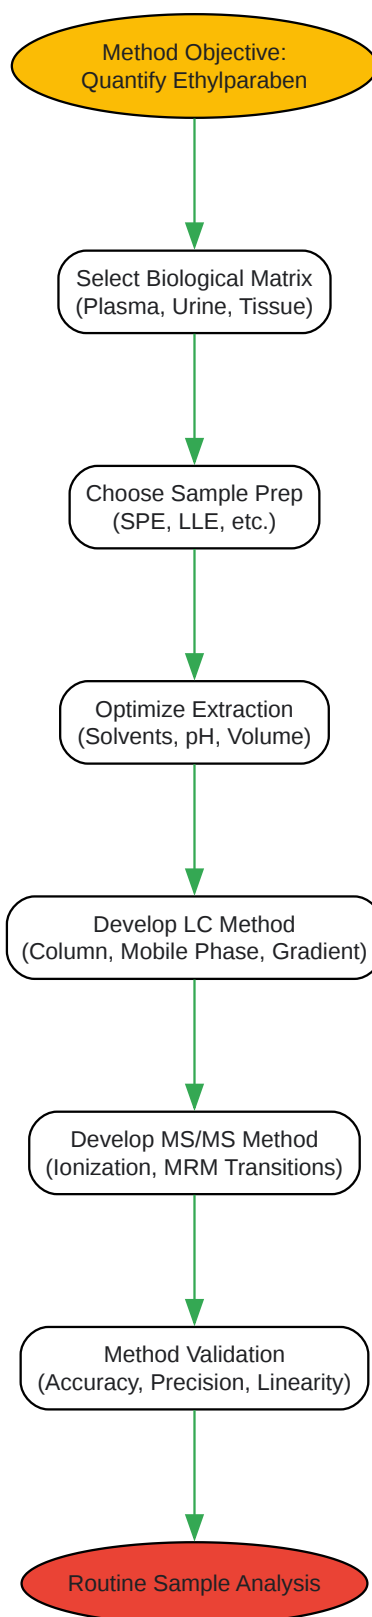 Method Objective:
Quantify Ethylparaben
Select Biological Matrix
(Plasma, Urine, Tissue)
Choose Sample Prep
(SPE, LLE, etc.)
Optimize Extraction
(Solvents, pH, Volume)
Develop LC Method
(Column, Mobile Phase, Gradient)
Develop MS/MS Method
(Ionization, MRM Transitions)
Method Validation
(Accuracy, Precision, Linearity)
Routine Sample Analysis